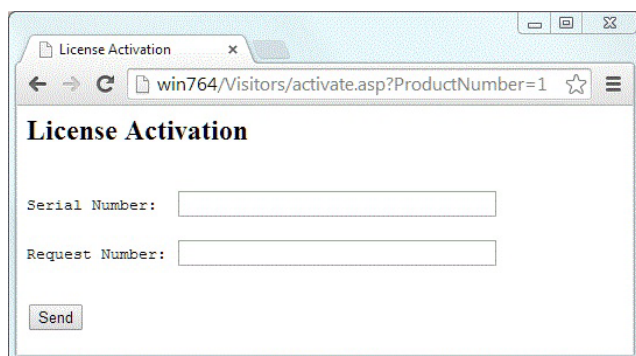 License Activation
win764/Visitors/activate.asp?ProductNumber=1
License Activation
Serial Number:
Request Number:
Send